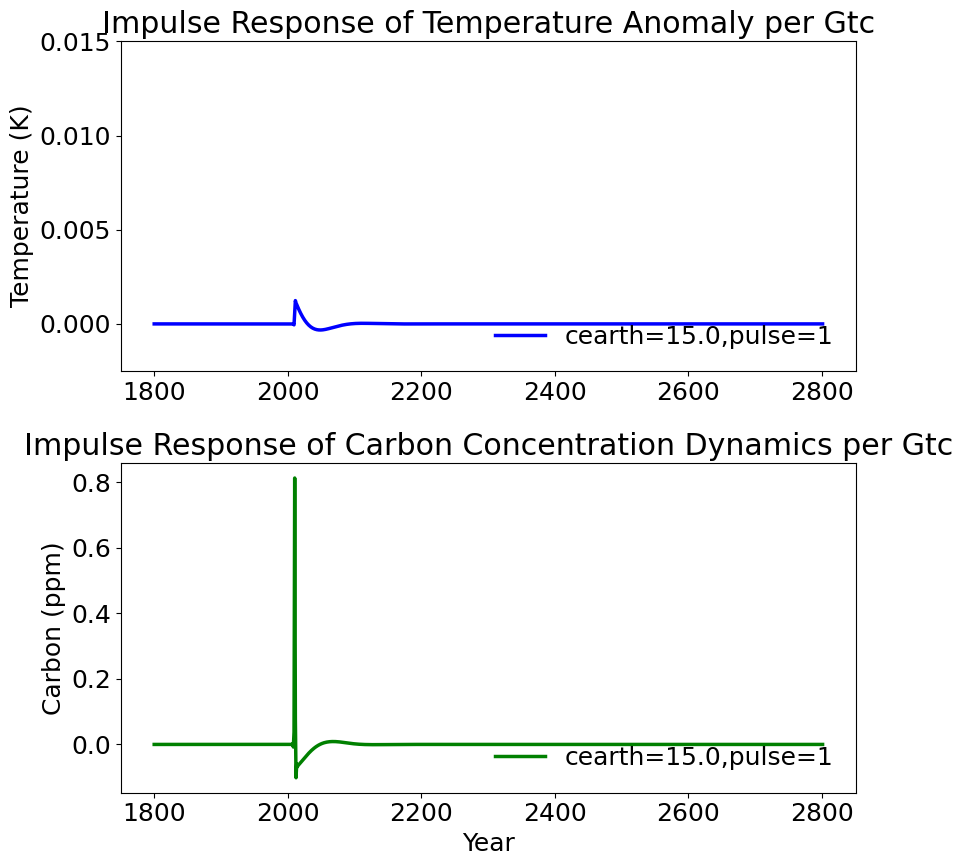 Impulse Response of Temperature Anomaly per Gtc
0.015
0.010
0.005
0.000
Temperature (K)
cearth=15.0,pulse=1
1800 2000 2200 2400 2600 2800
Impulse Response of Carbon Concentration Dynamics per Gtc
0.8
0.6
0.4
0.2
0.0
Carbon (ppm)
cearth=15.0,pulse=1
1800 2000 2200 2400 2600 2800
Year